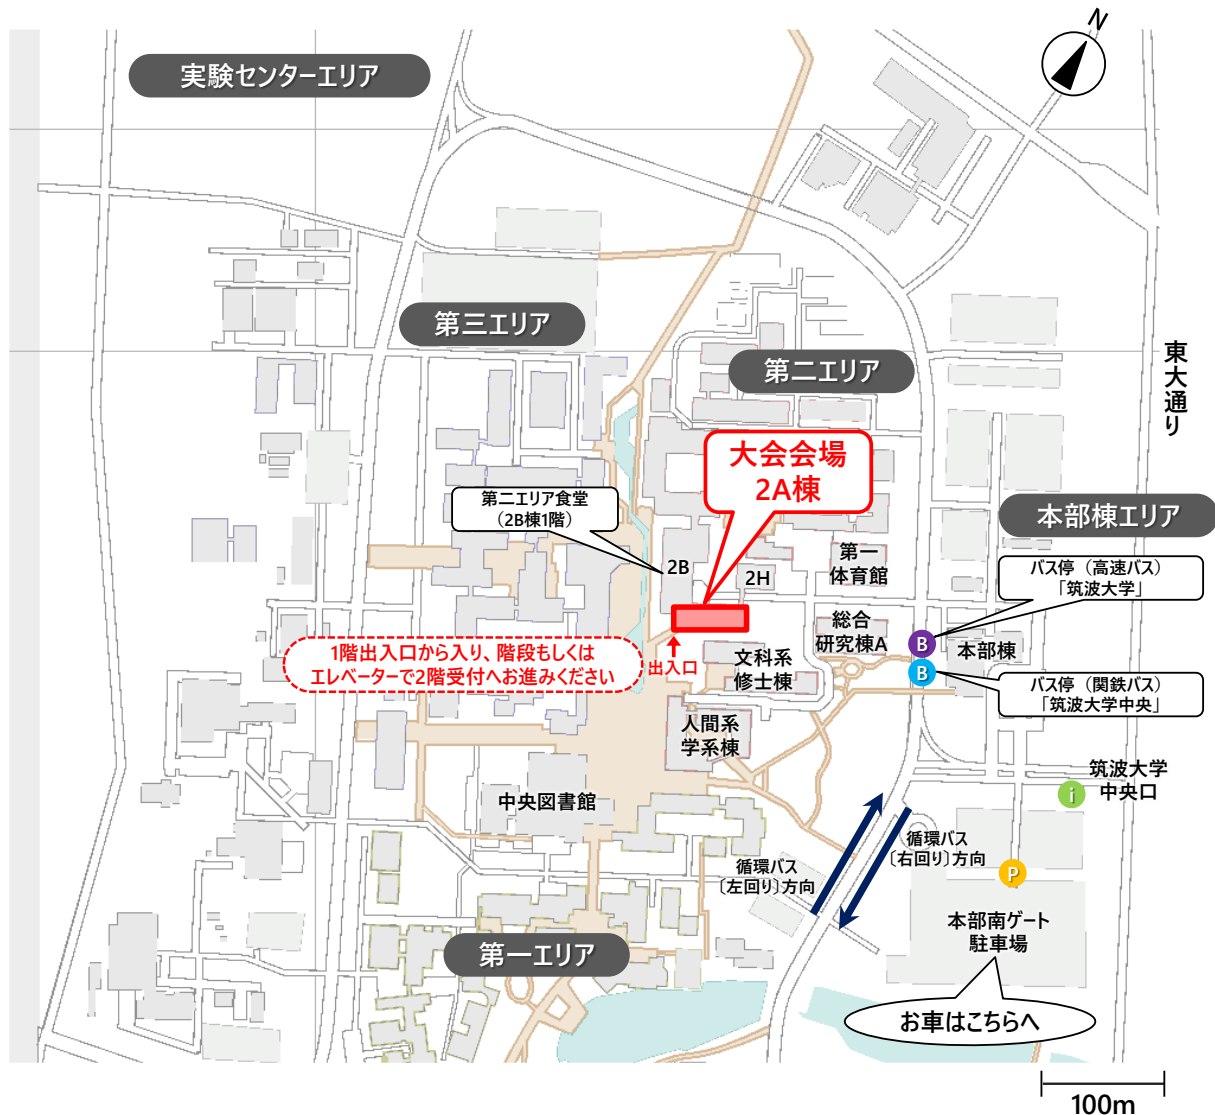 N
実験センターエリア
第三エリア
第二エリア
東大通り
大会会場
2A棟
第二エリア食堂
（2B棟1階）
本部棟エリア
2B
2H
第一
体育館
バス停（高速バス）
「筑波大学」
総合
研究棟A
B
本部棟
1階出入口から入り、階段もしくは
エレベーターで2階受付へお進みください
出入口
文科系
修士棟
B
バス停（関鉄バス）
「筑波大学中央」
人間系
学系棟
筑波大学
中央口
i
中央図書館
循環バス
〔右回り〕方向
循環バス
〔左回り〕方向
P
本部南ゲート
駐車場
第一エリア
お車はこちらへ
100m